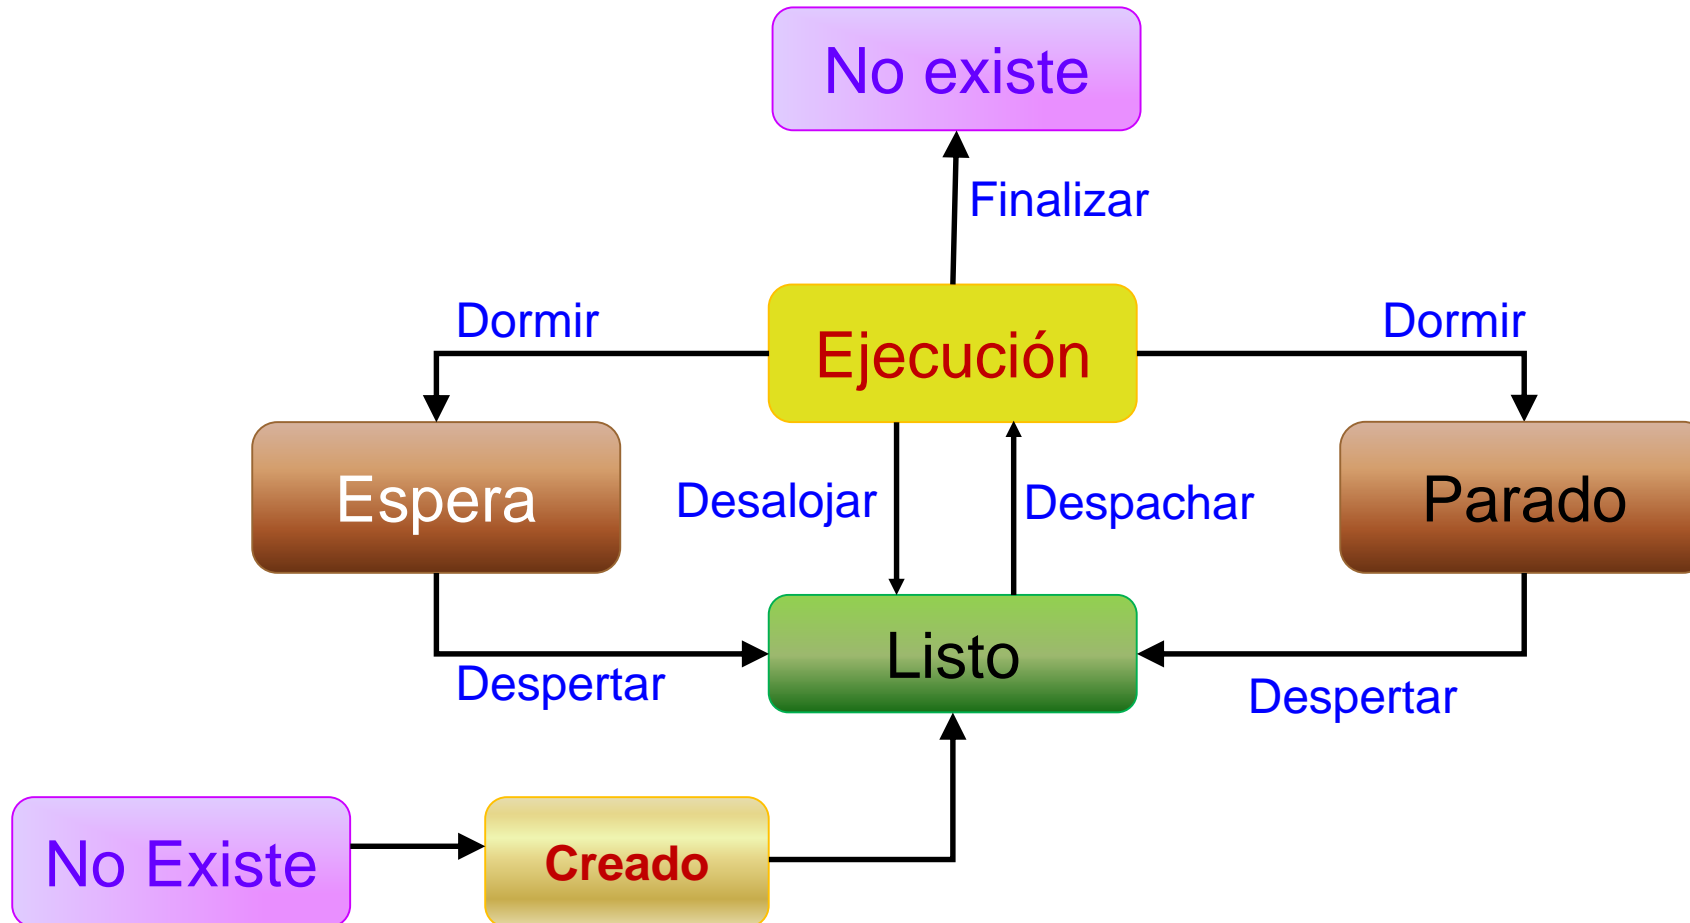 No existe
Finalizar
Dormir
Ejecución
Dormir
Espera
Desalojar
Despachar
Parado
Despertar
Listo
Despertar
No Existe
Creado